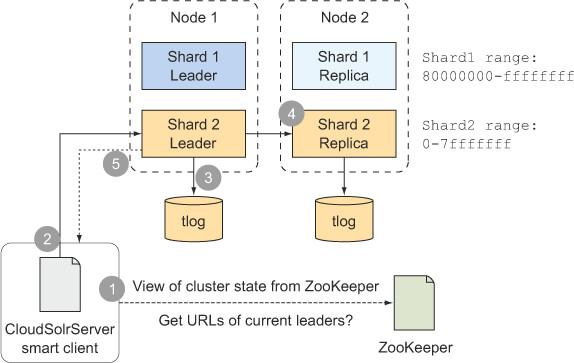 Node 1
Node 2
Shard 1
Leader
Shard 1
Replica
Shard1 range:
80000000-ffffffff
4
Shard 2
Leader
Shard 2
Replica
Shard2 range:
0-7fffffff
5
3
tlog
tlog
2
1
View of cluster state from ZooKeeper
Get URLs of current leaders?
CloudSolrServer
smart client
ZooKeeper